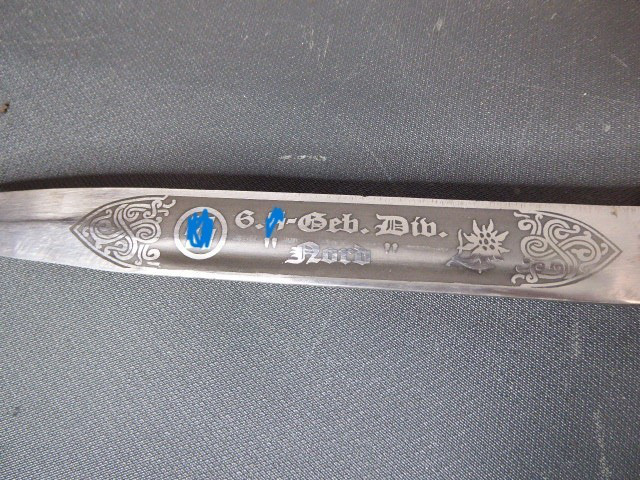 6. -Geb. Div.
" Nord "